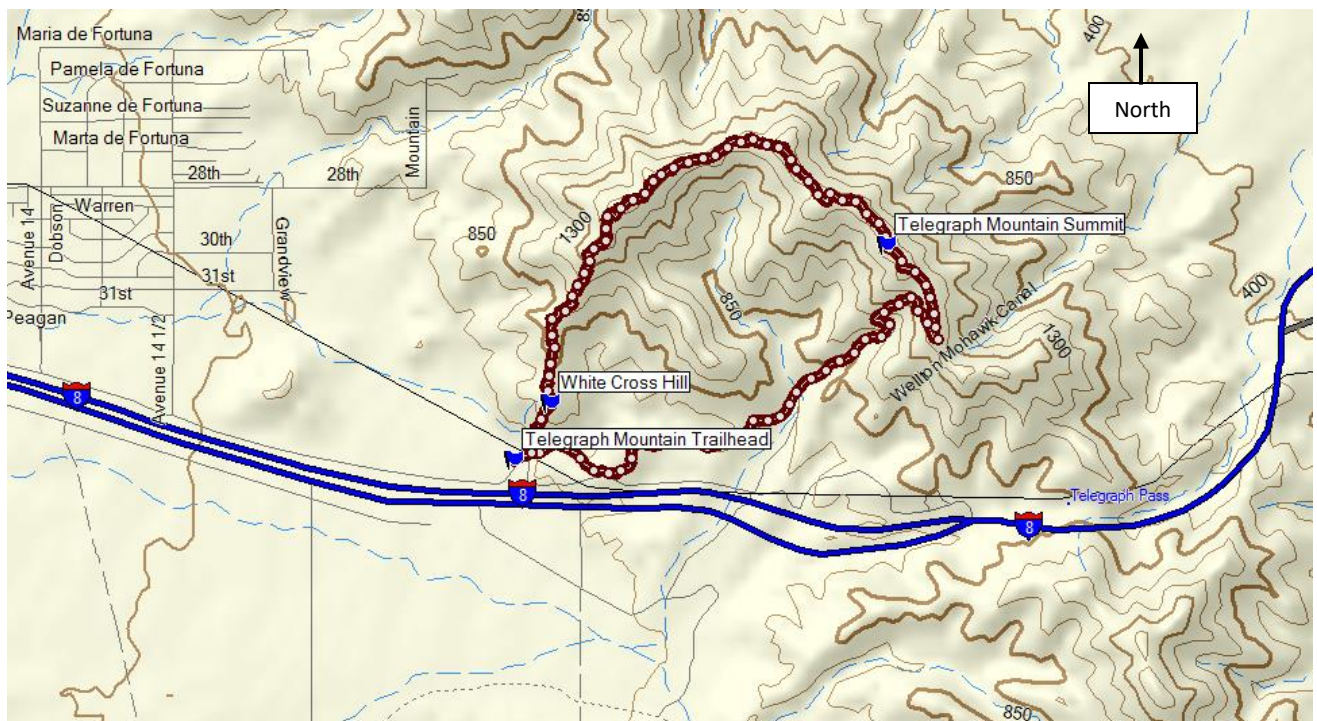 400
Maria de Fortuna
Pamela de Fortuna
North
Suzanne de Fortuna
Marta de Fortuna
Mountain
28th
28th
850
Warren
Avenue 14
Dobson
Grandview
1300
850
Telegraph Mountain Summit
30th
31st
31st
850
400
Peagan
Wellton Mohawk Canal
1300
Avenue 14 1/2
8
White Cross Hill
Telegraph Mountain Trailhead
8
Telegraph Pass
8
850